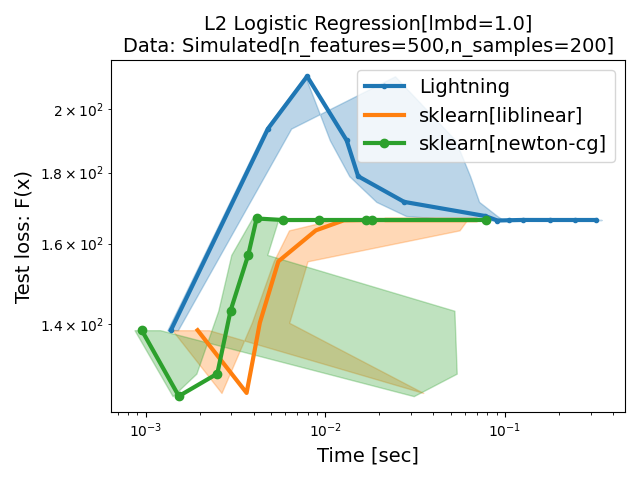 L2 Logistic Regression[lmbd=1.0]
Data: Simulated[n_features=500,n_samples=200]
Lightning
sklearn[liblinear]
sklearn[newton-cg]
Test loss: F(x)
2 × 10²
1.8 × 10²
1.6 × 10²
1.4 × 10²
10⁻³
10⁻²
10⁻¹
Time [sec]